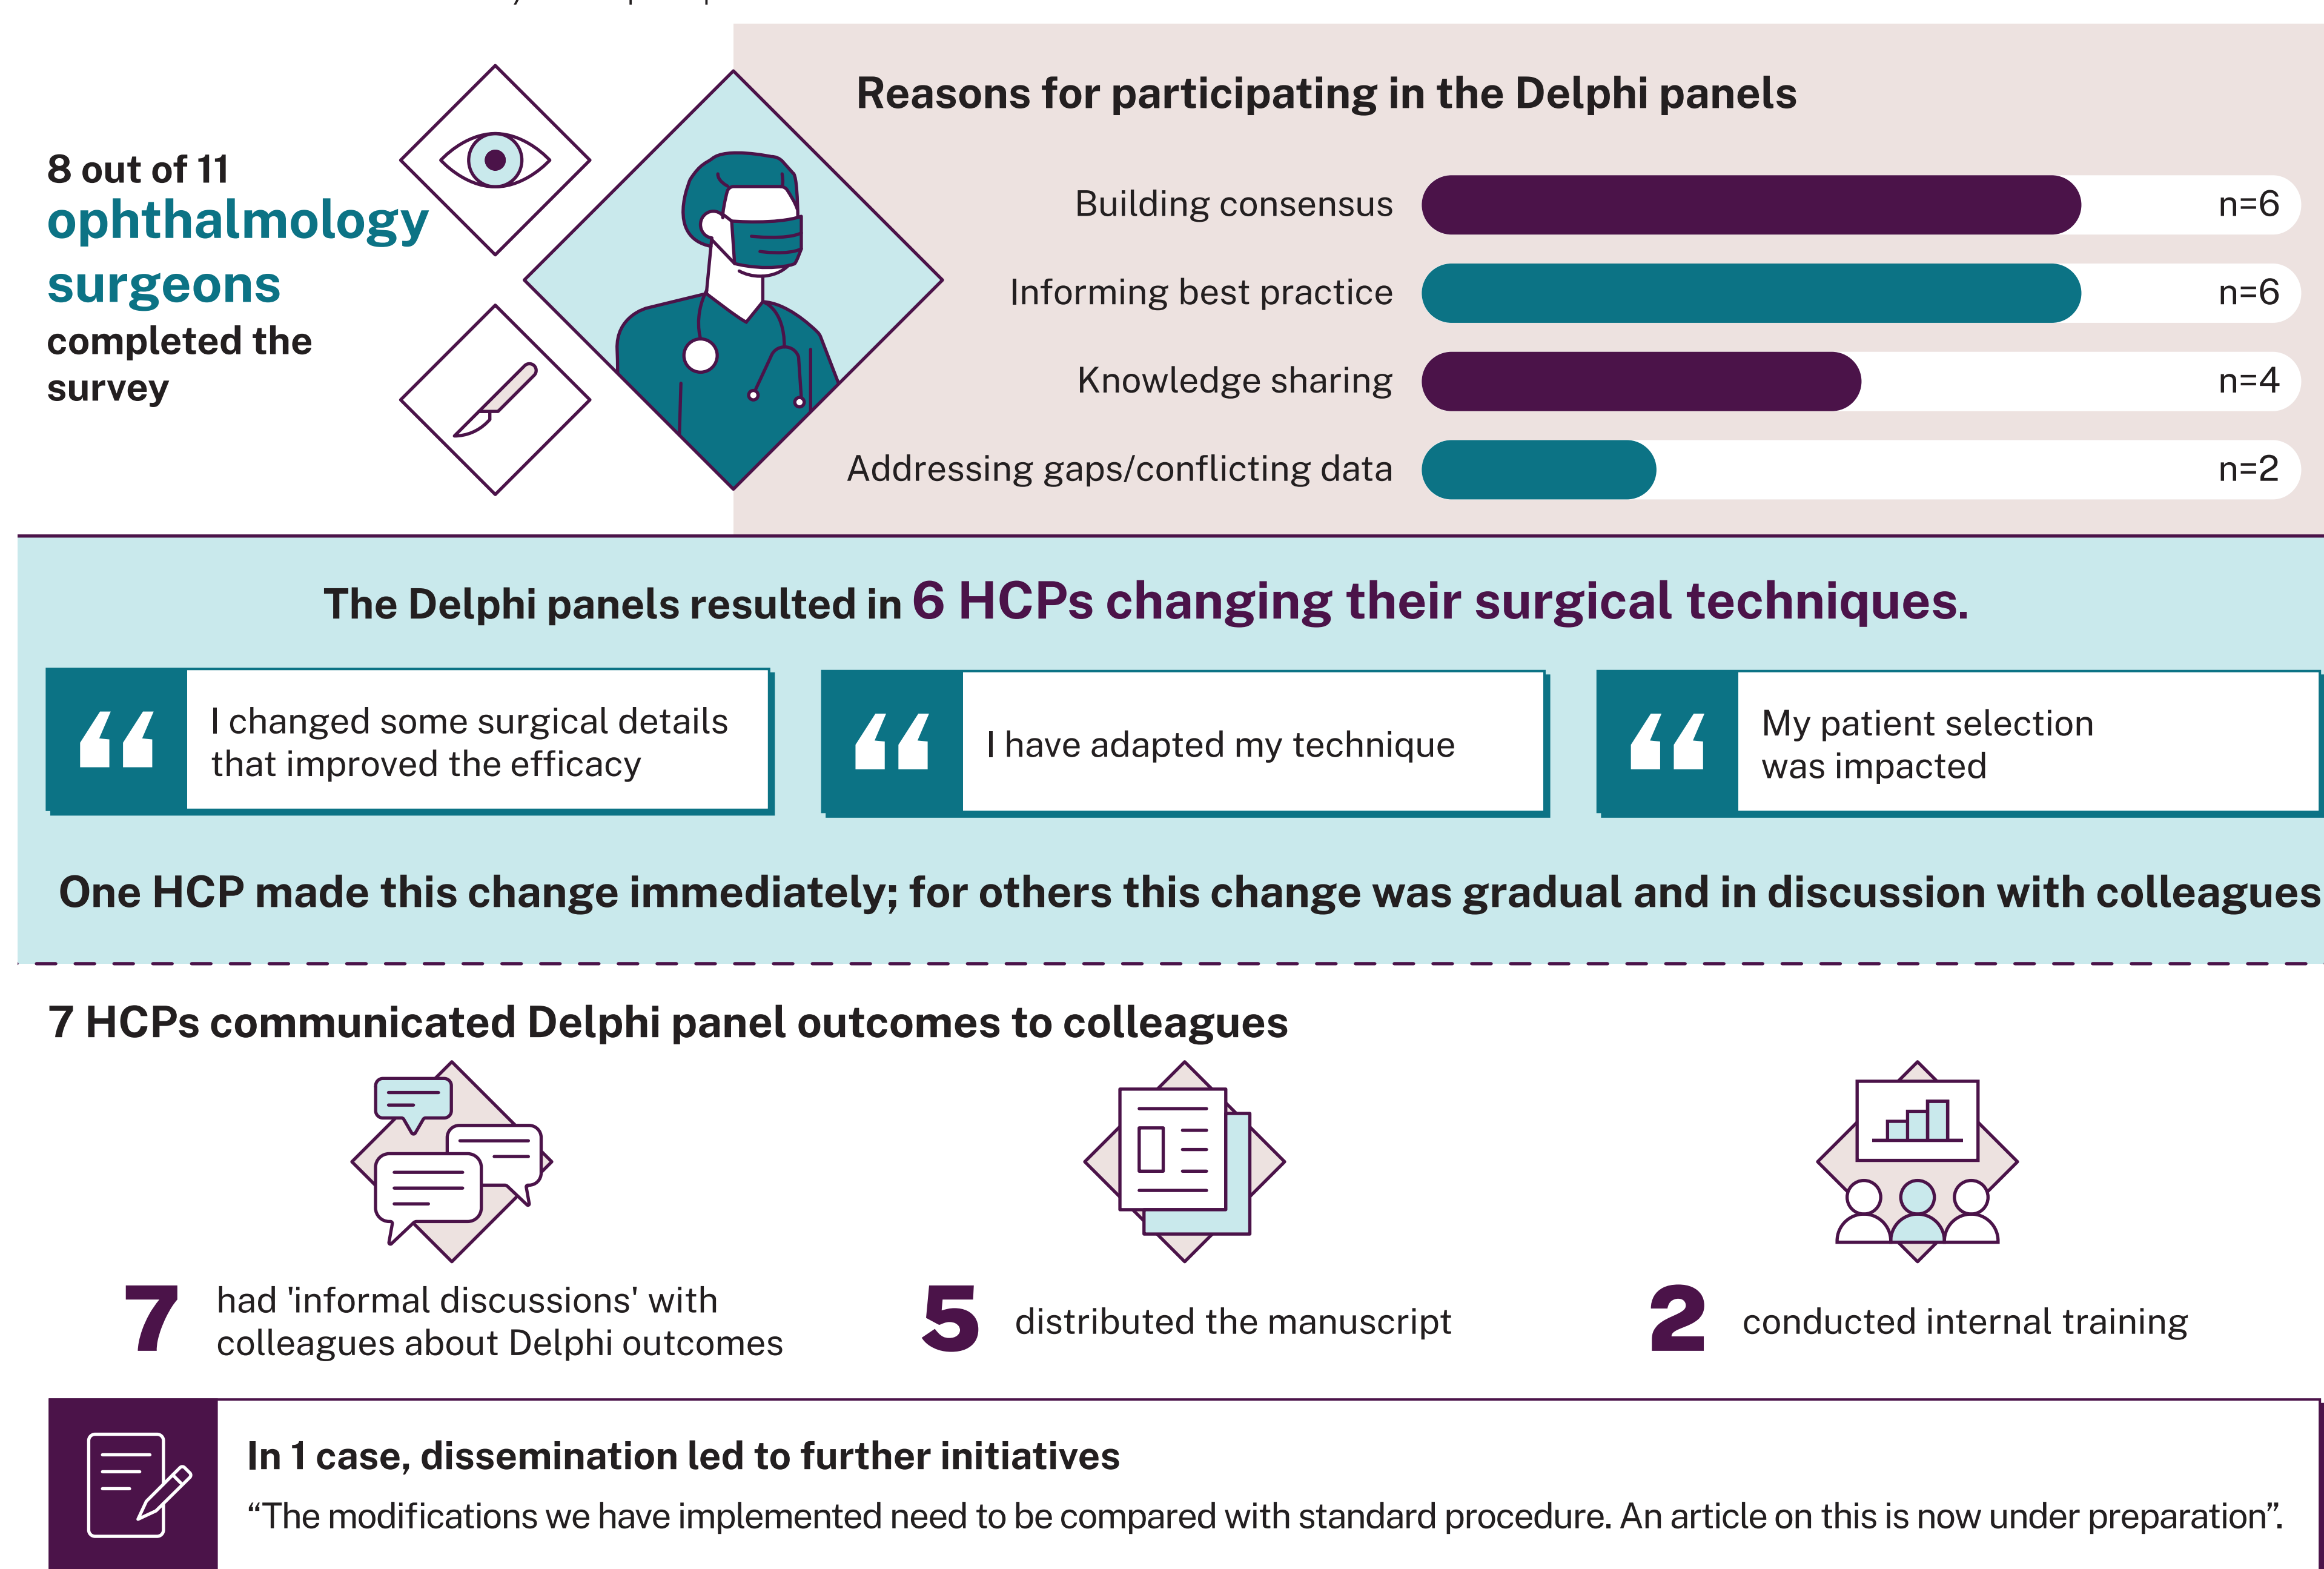 8 out of 11
ophthalmology
surgeons
completed the
survey
Reasons for participating in the Delphi panels
Building consensus n=6
Informing best practice n=6
Knowledge sharing n=4
Addressing gaps/conflicting data n=2
The Delphi panels resulted in 6 HCPs changing their surgical techniques.
“ I changed some surgical details
that improved the efficacy
“ I have adapted my technique
“ My patient selection
was impacted
One HCP made this change immediately; for others this change was gradual and in discussion with colleagues
7 HCPs communicated Delphi panel outcomes to colleagues
7 had 'informal discussions' with
colleagues about Delphi outcomes
5 distributed the manuscript
2 conducted internal training
In 1 case, dissemination led to further initiatives
“The modifications we have implemented need to be compared with standard procedure. An article on this is now under preparation”.